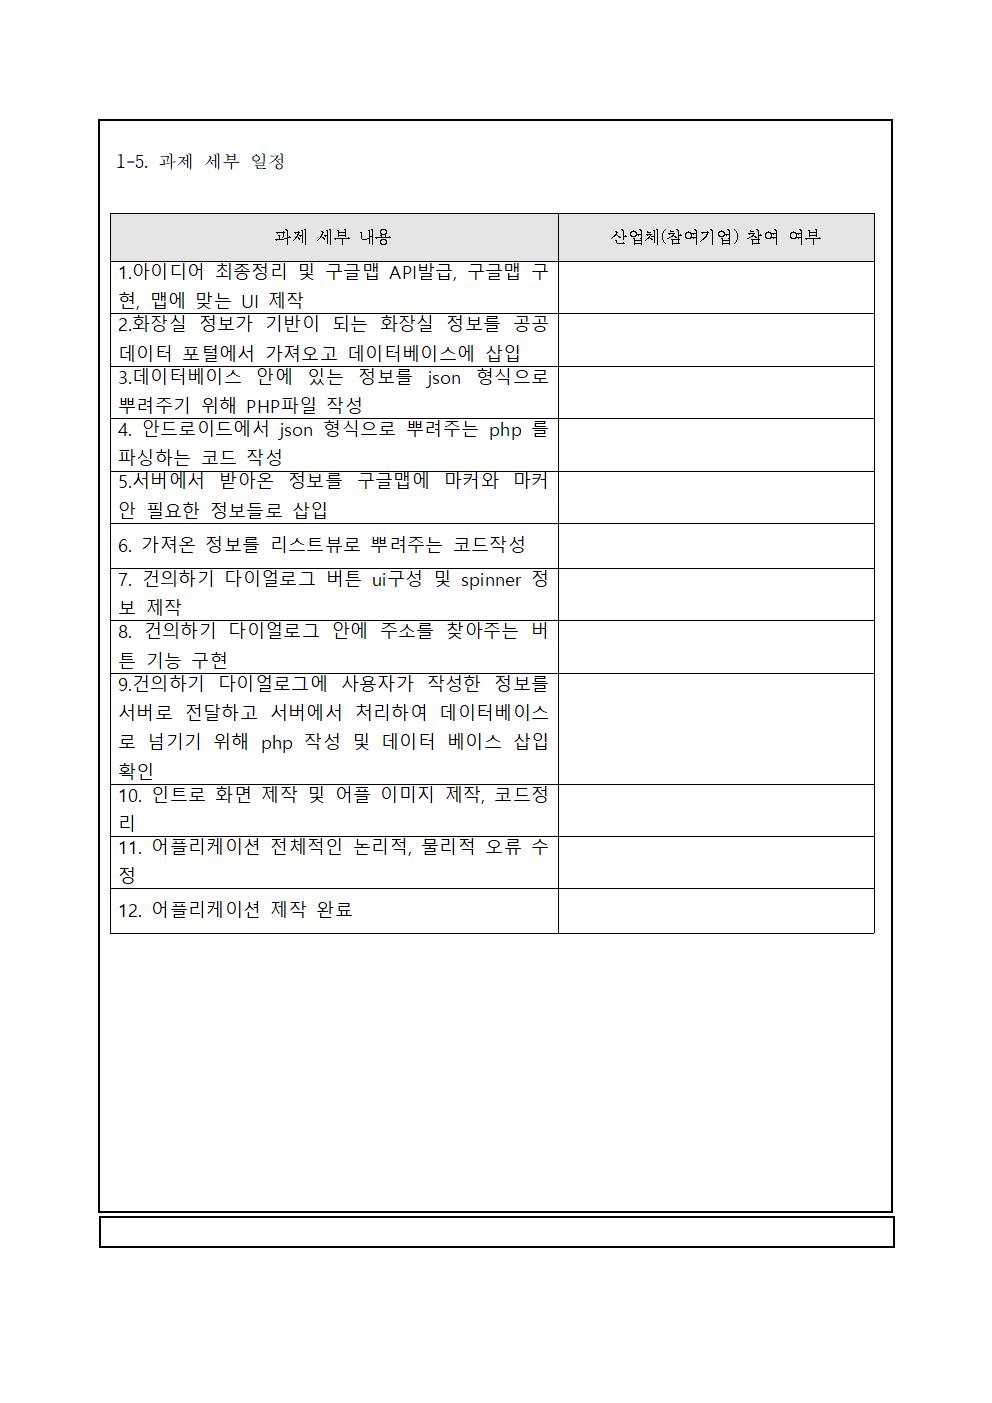 1-5. 과제 세부 일정
과제 세부 내용
산업체(참여기업) 참여 여부
1.아이디어 최종정리 및 구글맵 API발급, 구글맵 구
현, 맵에 맞는 UI 제작
2.화장실 정보가 기반이 되는 화장실 정보를 공공
데이터 포털에서 가져오고 데이터베이스에 삽입
3.데이터베이스 안에 있는 정보를 json 형식으로
뿌려주기 위해 PHP파일 작성
4. 안드로이드에서 json 형식으로 뿌려주는 php 를
파싱하는 코드 작성
5.서버에서 받아온 정보를 구글맵에 마커와 마커
안 필요한 정보들로 삽입
6. 가져온 정보를 리스트뷰로 뿌려주는 코드작성
7. 건의하기 다이얼로그 버튼 ui구성 및 spinner 정
보 제작
8. 건의하기 다이얼로그 안에 주소를 찾아주는 버
튼 기능 구현
9.건의하기 다이얼로그에 사용자가 작성한 정보를
서버로 전달하고 서버에서 처리하여 데이터베이스
로 넘기기 위해 php 작성 및 데이터 베이스 삽입
확인
10. 인트로 화면 제작 및 어플 이미지 제작, 코드정
리
11. 어플리케이션 전체적인 논리적, 물리적 오류 수
정
12. 어플리케이션 제작 완료